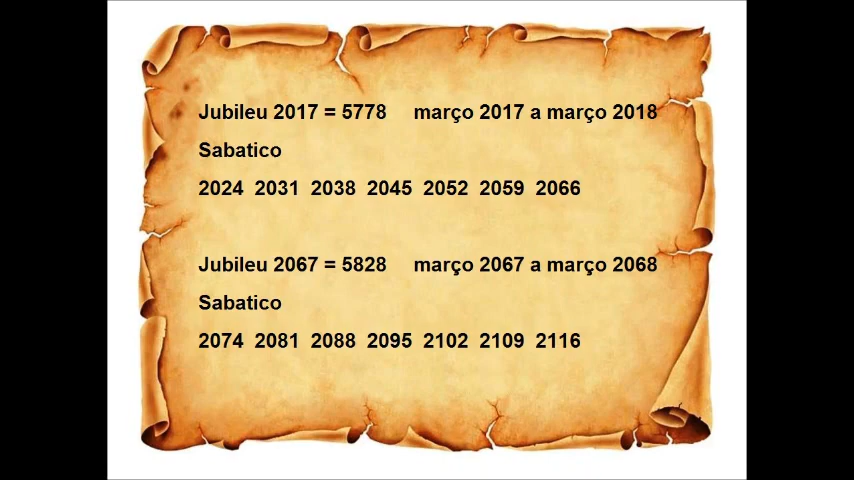 Jubileu 2017 = 5778 março 2017 a março 2018
Sabatico
2024 2031 2038 2045 2052 2059 2066
Jubileu 2067 = 5828 março 2067 a março 2068
Sabatico
2074 2081 2088 2095 2102 2109 2116